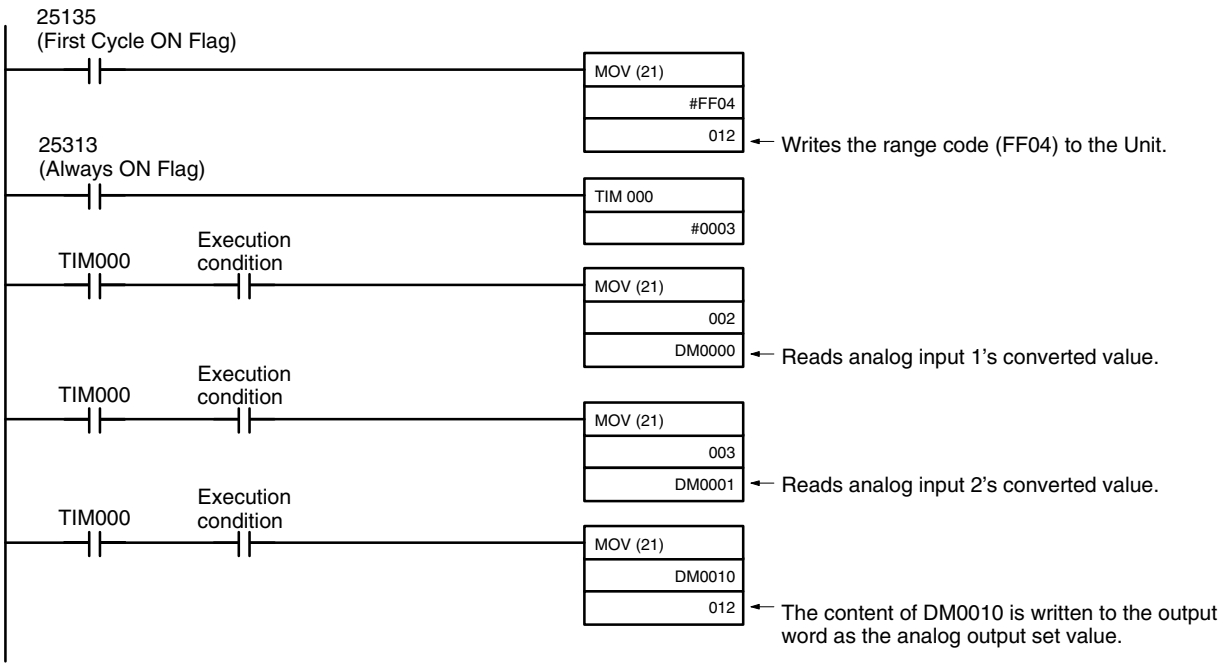 25135
(First Cycle ON Flag)
MOV (21)
#FF04
012
Writes the range code (FF04) to the Unit.
25313
(Always ON Flag)
TIM 000
#0003
TIM000
Execution
condition
MOV (21)
002
DM0000
Reads analog input 1's converted value.
TIM000
Execution
condition
MOV (21)
003
DM0001
Reads analog input 2's converted value.
TIM000
Execution
condition
MOV (21)
DM0010
012
The content of DM0010 is written to the output
word as the analog output set value.